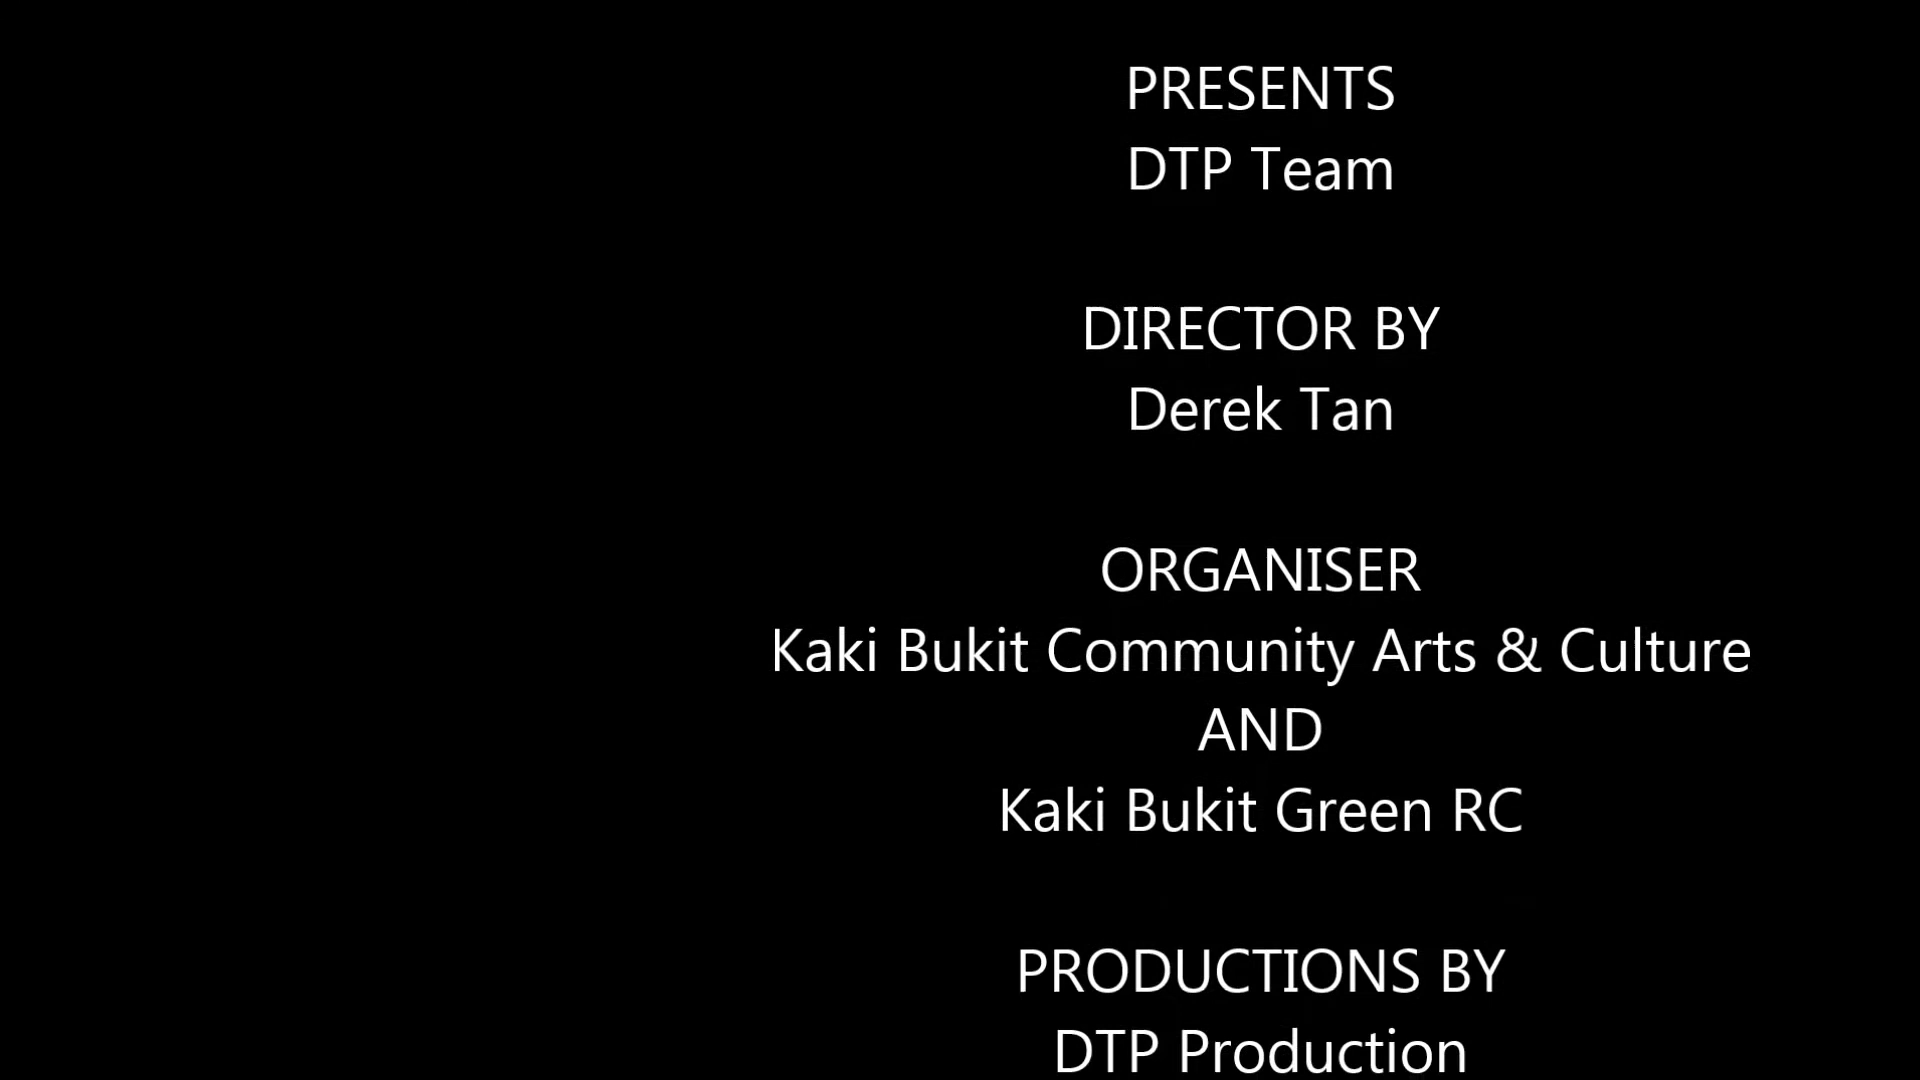 PRESENTS
DTP Team
DIRECTOR BY
Derek Tan
ORGANISER
Kaki Bukit Community Arts & Culture
AND
Kaki Bukit Green RC
PRODUCTIONS BY
DTP Production